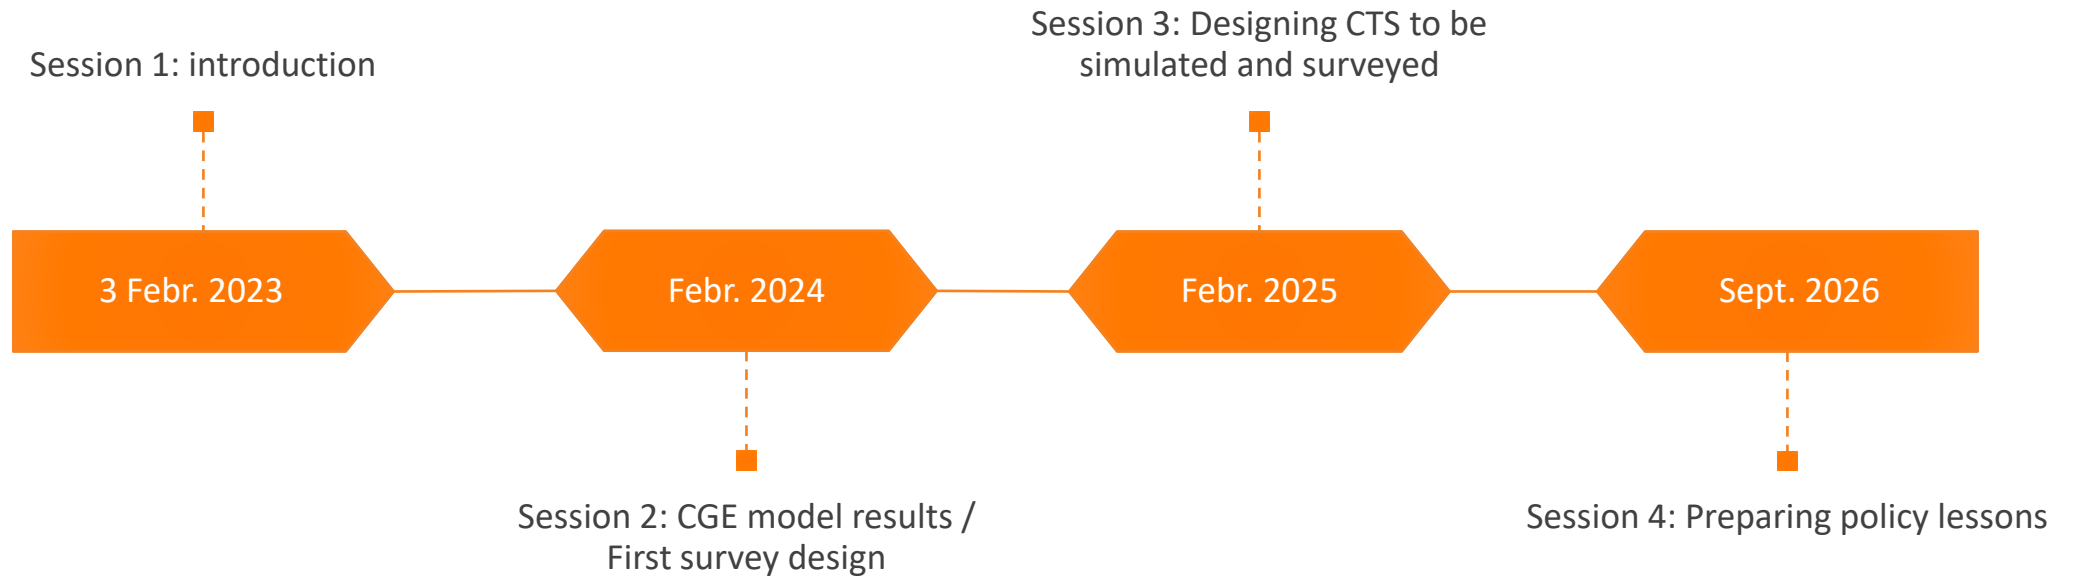 Session 1: introduction
Session 3: Designing CTS to be
simulated and surveyed
3 Febr. 2023
Febr. 2024
Febr. 2025
Sept. 2026
Session 2: CGE model results /
First survey design
Session 4: Preparing policy lessons